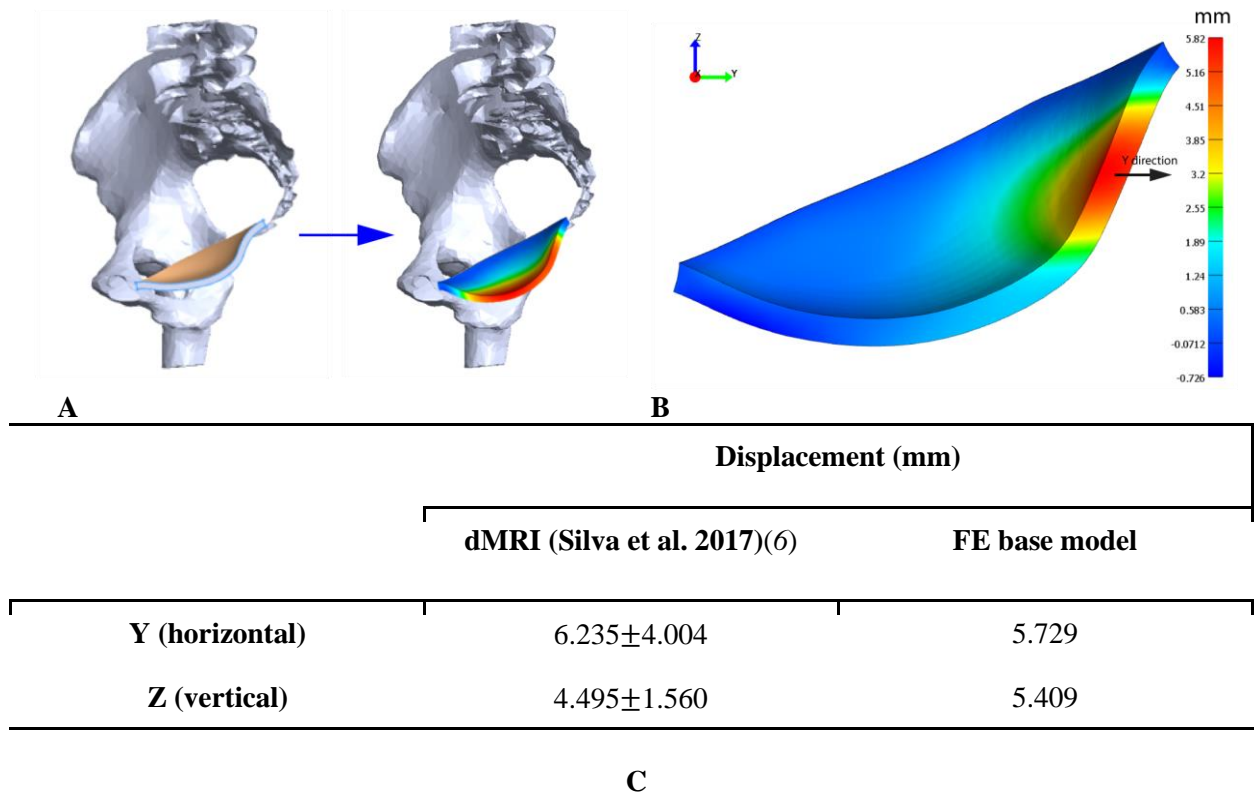 mm
Z
Y
X
5.82
5.16
4.51
3.85
3.2
2.55
1.89
1.24
0.583
-0.0712
-0.726
Y direction
A
B
Displacement (mm)
dMRI (Silva et al. 2017)(6)
FE base model
Y (horizontal) 6.235±4.004 5.729
Z (vertical) 4.495±1.560 5.409
C